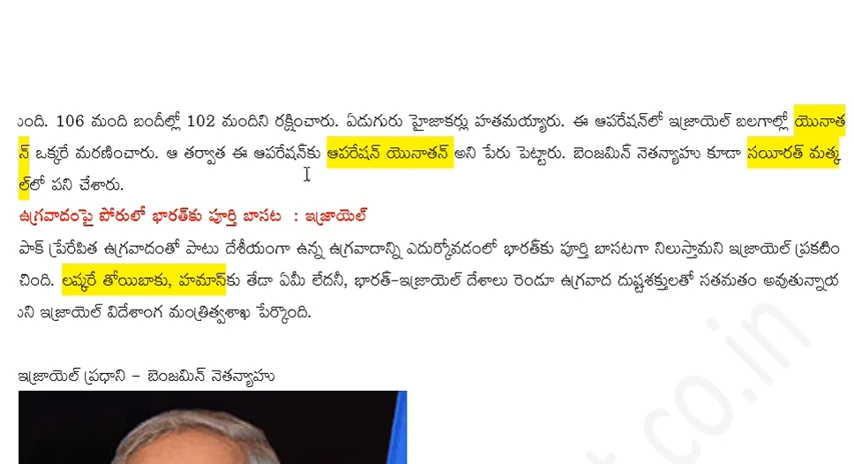 ంది. 106 మంది బందీల్లో 102 మందిని రక్షించారు. ఏడుగురు హైజాకర్లు హతమయ్యారు. ఈ ఆపరేషన్‌లో ఇజ్రాయెల్ బలగాల్లో యొనాత
న్ ఒక్కరే మరణించారు. ఆ తర్వాత ఈ ఆపరేషన్‌కు ఆపరేషన్ యొనాతన్ అని పేరు పెట్టారు. బెంజమిన్ నెతన్యాహు కూడా సయీరత్ మత్క
ల్‌లో పని చేశారు.
ఉగ్రవాదంపై పోరులో భారత్‌కు పూర్తి బాసట : ఇజ్రాయెల్
పాక్ ప్రేరేపిత ఉగ్రవాదంతో పాటు దేశీయంగా ఉన్న ఉగ్రవాదాన్ని ఎదుర్కోవడంలో భారత్‌కు పూర్తి బాసటగా నిలుస్తామని ఇజ్రాయెల్ ప్రకటిం
చింది. లష్కరే తోయిబాకు, హమాస్‌కు తేడా ఏమీ లేదనీ, భారత్-ఇజ్రాయెల్ దేశాలు రెండూ ఉగ్రవాద దుష్టశక్తులతో సతమతం అవుతున్నాయ
ని ఇజ్రాయెల్ విదేశాంగ మంత్రిత్వశాఖ పేర్కొంది.
ఇజ్రాయెల్ ప్రధాని - బెంజమిన్ నెతన్యాహు
t.co.in